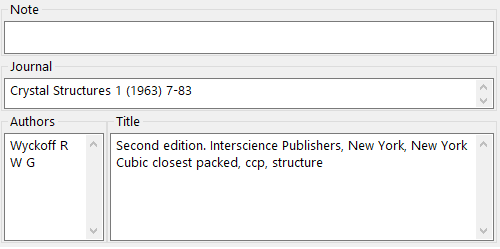 Note
Journal
Crystal Structures 1 (1963) 7-83
Authors
Wyckoff R
W G
Title
Second edition. Interscience Publishers, New York, New York
Cubic closest packed, ccp, structure